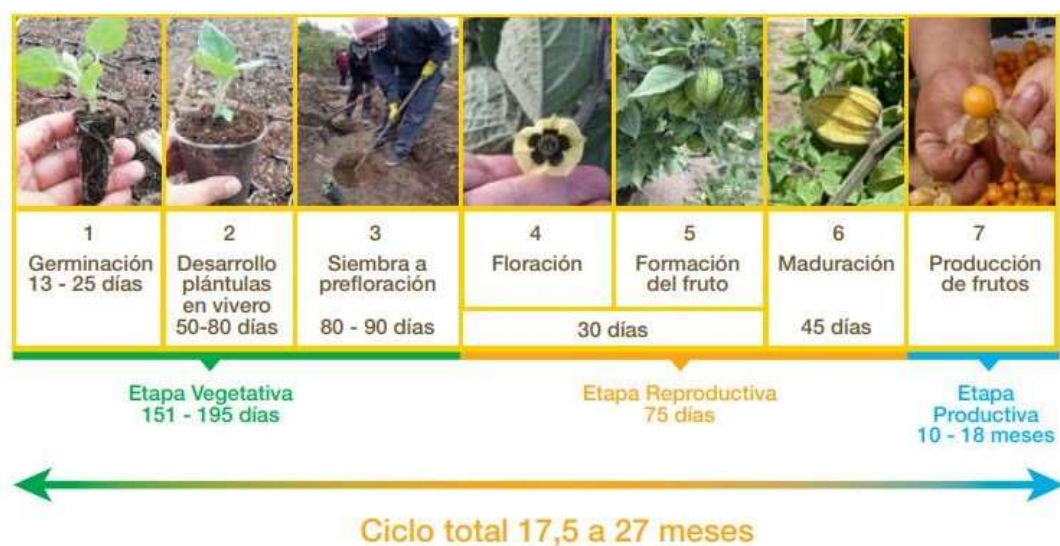 1
Germinación
13 - 25 días
2
Desarrollo
plántulas
en vivero
50-80 días
3
Siembra a
prefloración
80 - 90 días
4
Floración
5
Formación
del fruto
30 días
6
Maduración
45 días
7
Producción
de frutos
Etapa Vegetativa
151 - 195 días
Etapa Reproductiva
75 días
Etapa
Productiva
10 - 18 meses
Ciclo total 17,5 a 27 meses